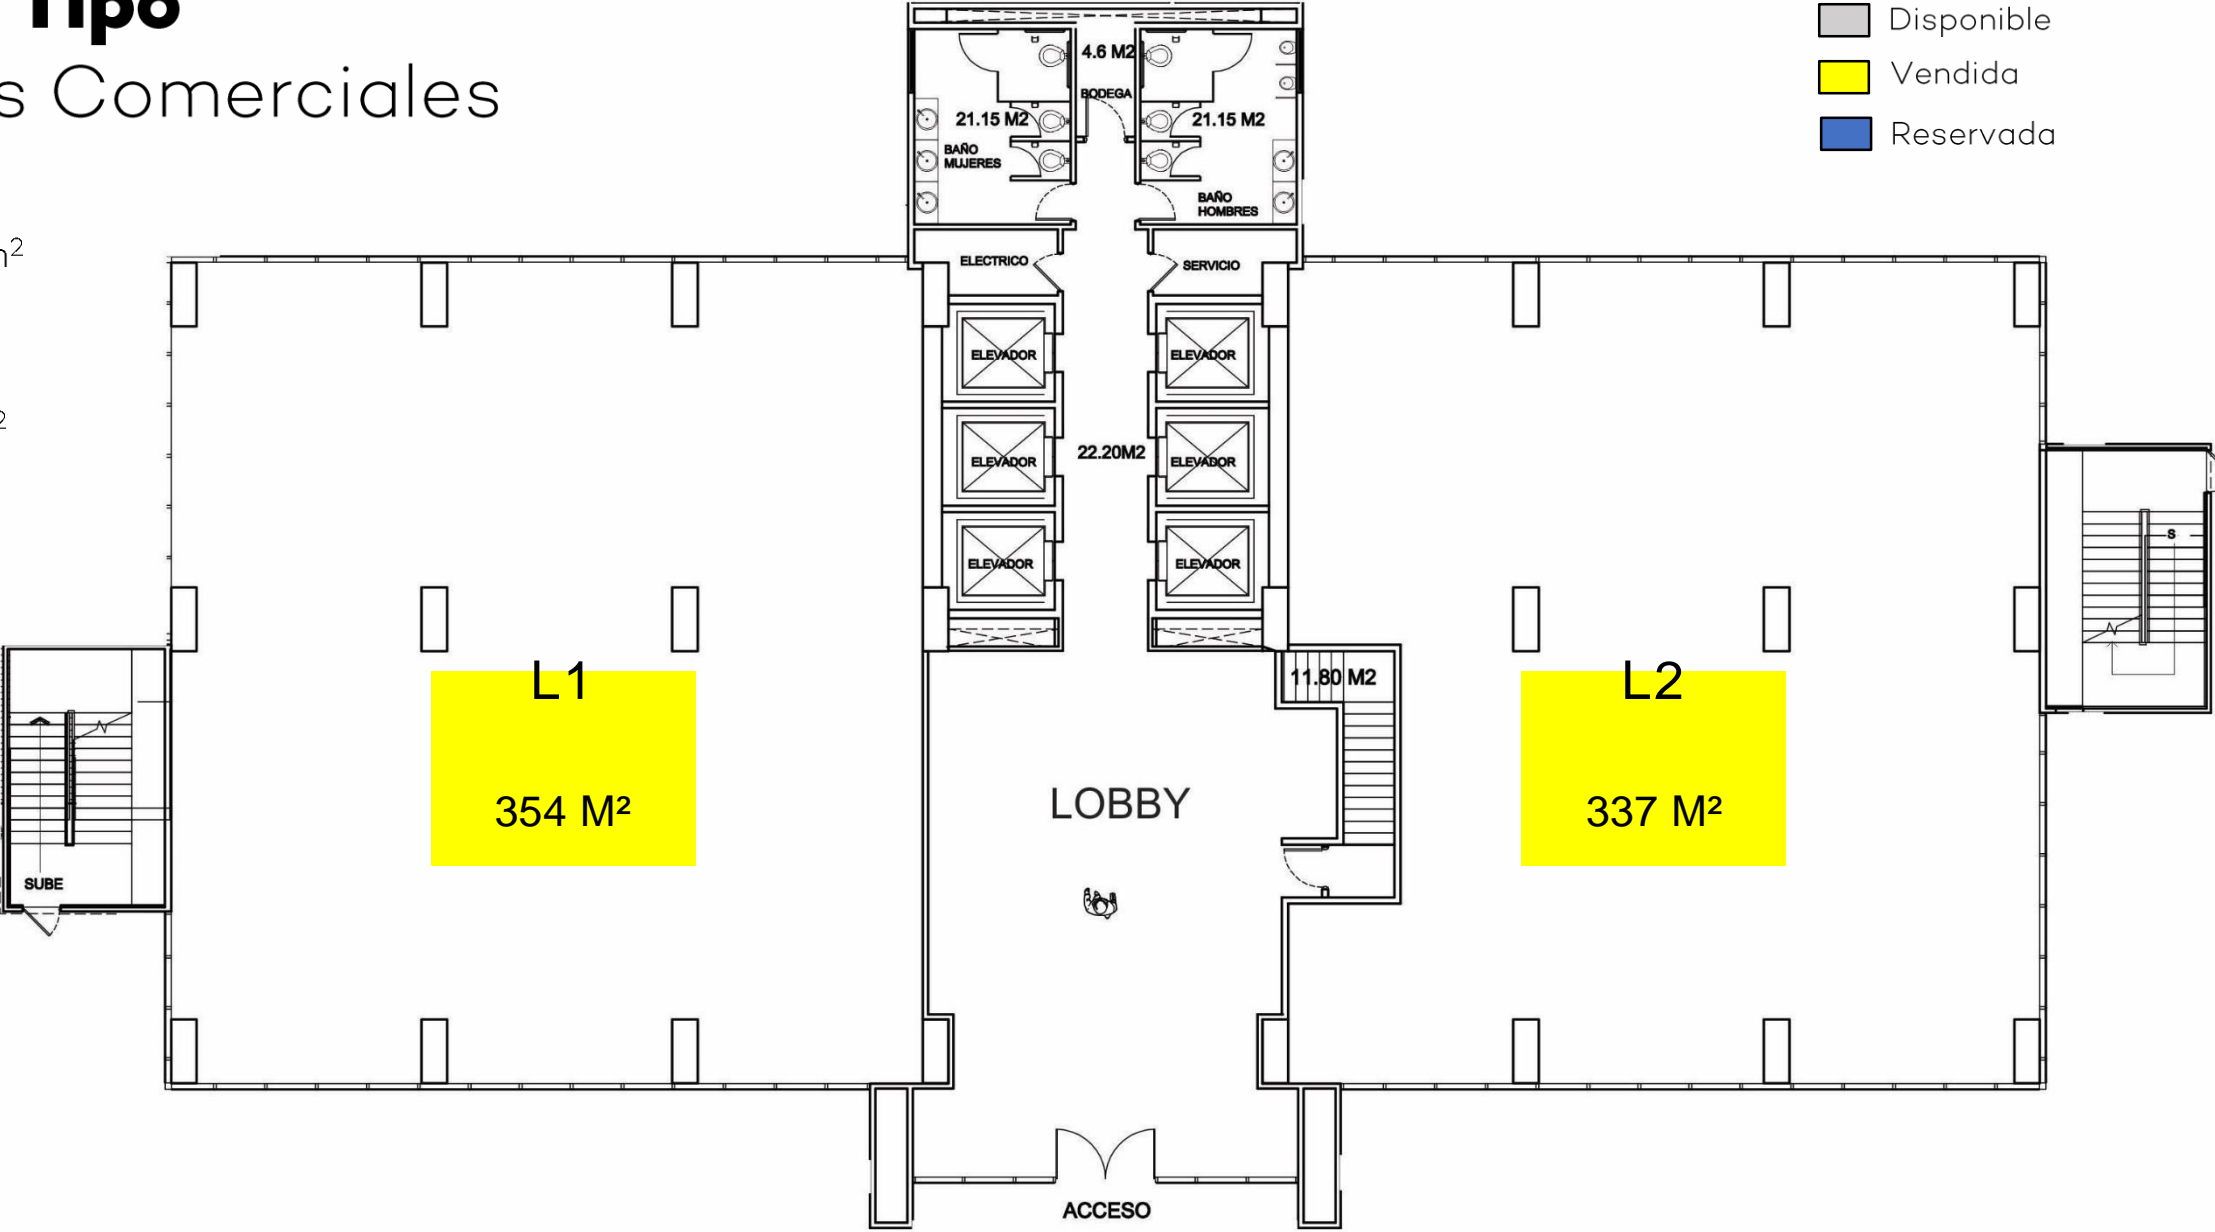 Tipo
s Comerciales
Disponible
Vendida
Reservada
m²
2
4.6 M2
BODEGA
21.15 M2
BAÑO
MUJERES
21.15 M2
BAÑO
HOMBRES
ELECTRICO
SERVICIO
ELEVADOR
ELEVADOR
22.20M2
ELEVADOR
ELEVADOR
ELEVADOR
ELEVADOR
S
L1
354 M²
11.80 M2
L2
337 M²
LOBBY
SUBE
ACCESO